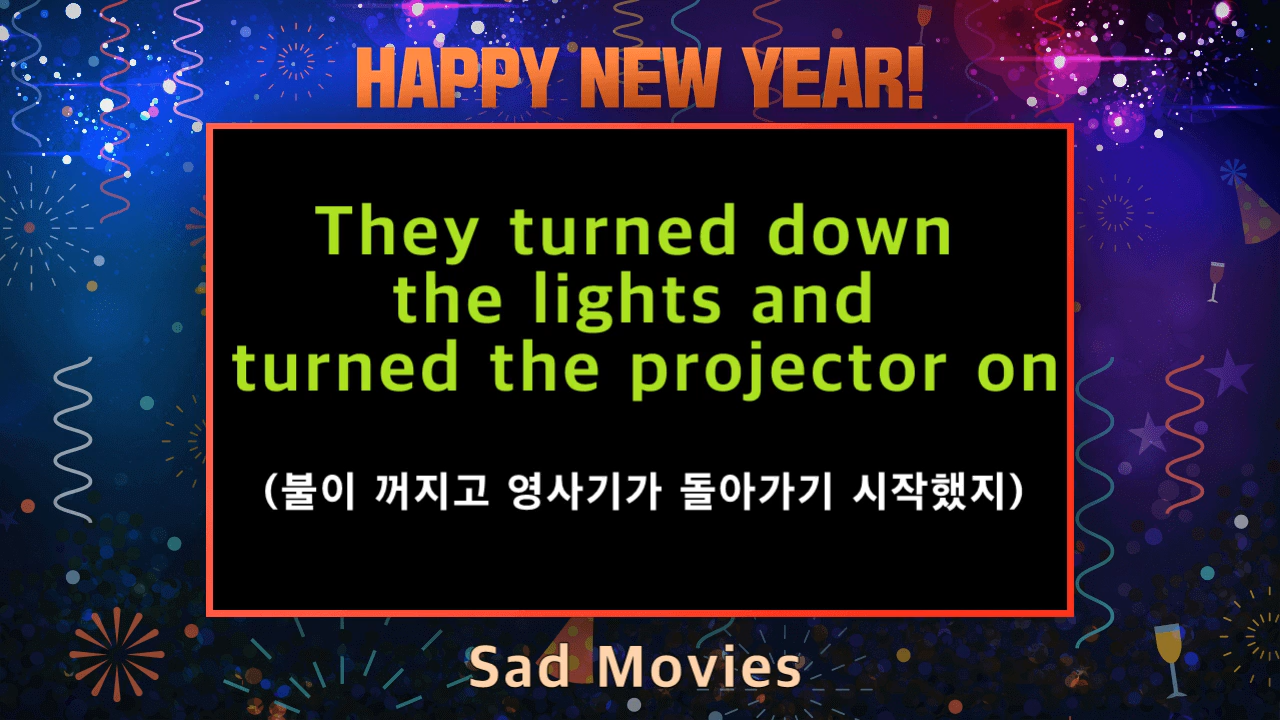 HAPPY NEW YEAR!
They turned down
the lights and
turned the projector on
(불이 꺼지고 영사기가 돌아가기 시작했지)
Sad Movies